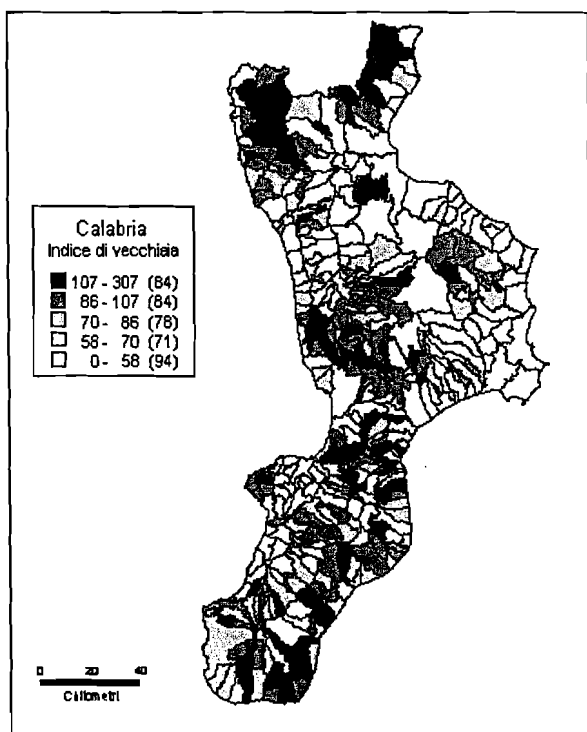 Calabria
Indice di vecchiaia
107 - 307 (84)
86 - 107 (84)
70 - 86 (78)
58 - 70 (71)
0 - 58 (94)
0 20 40
Chilometri